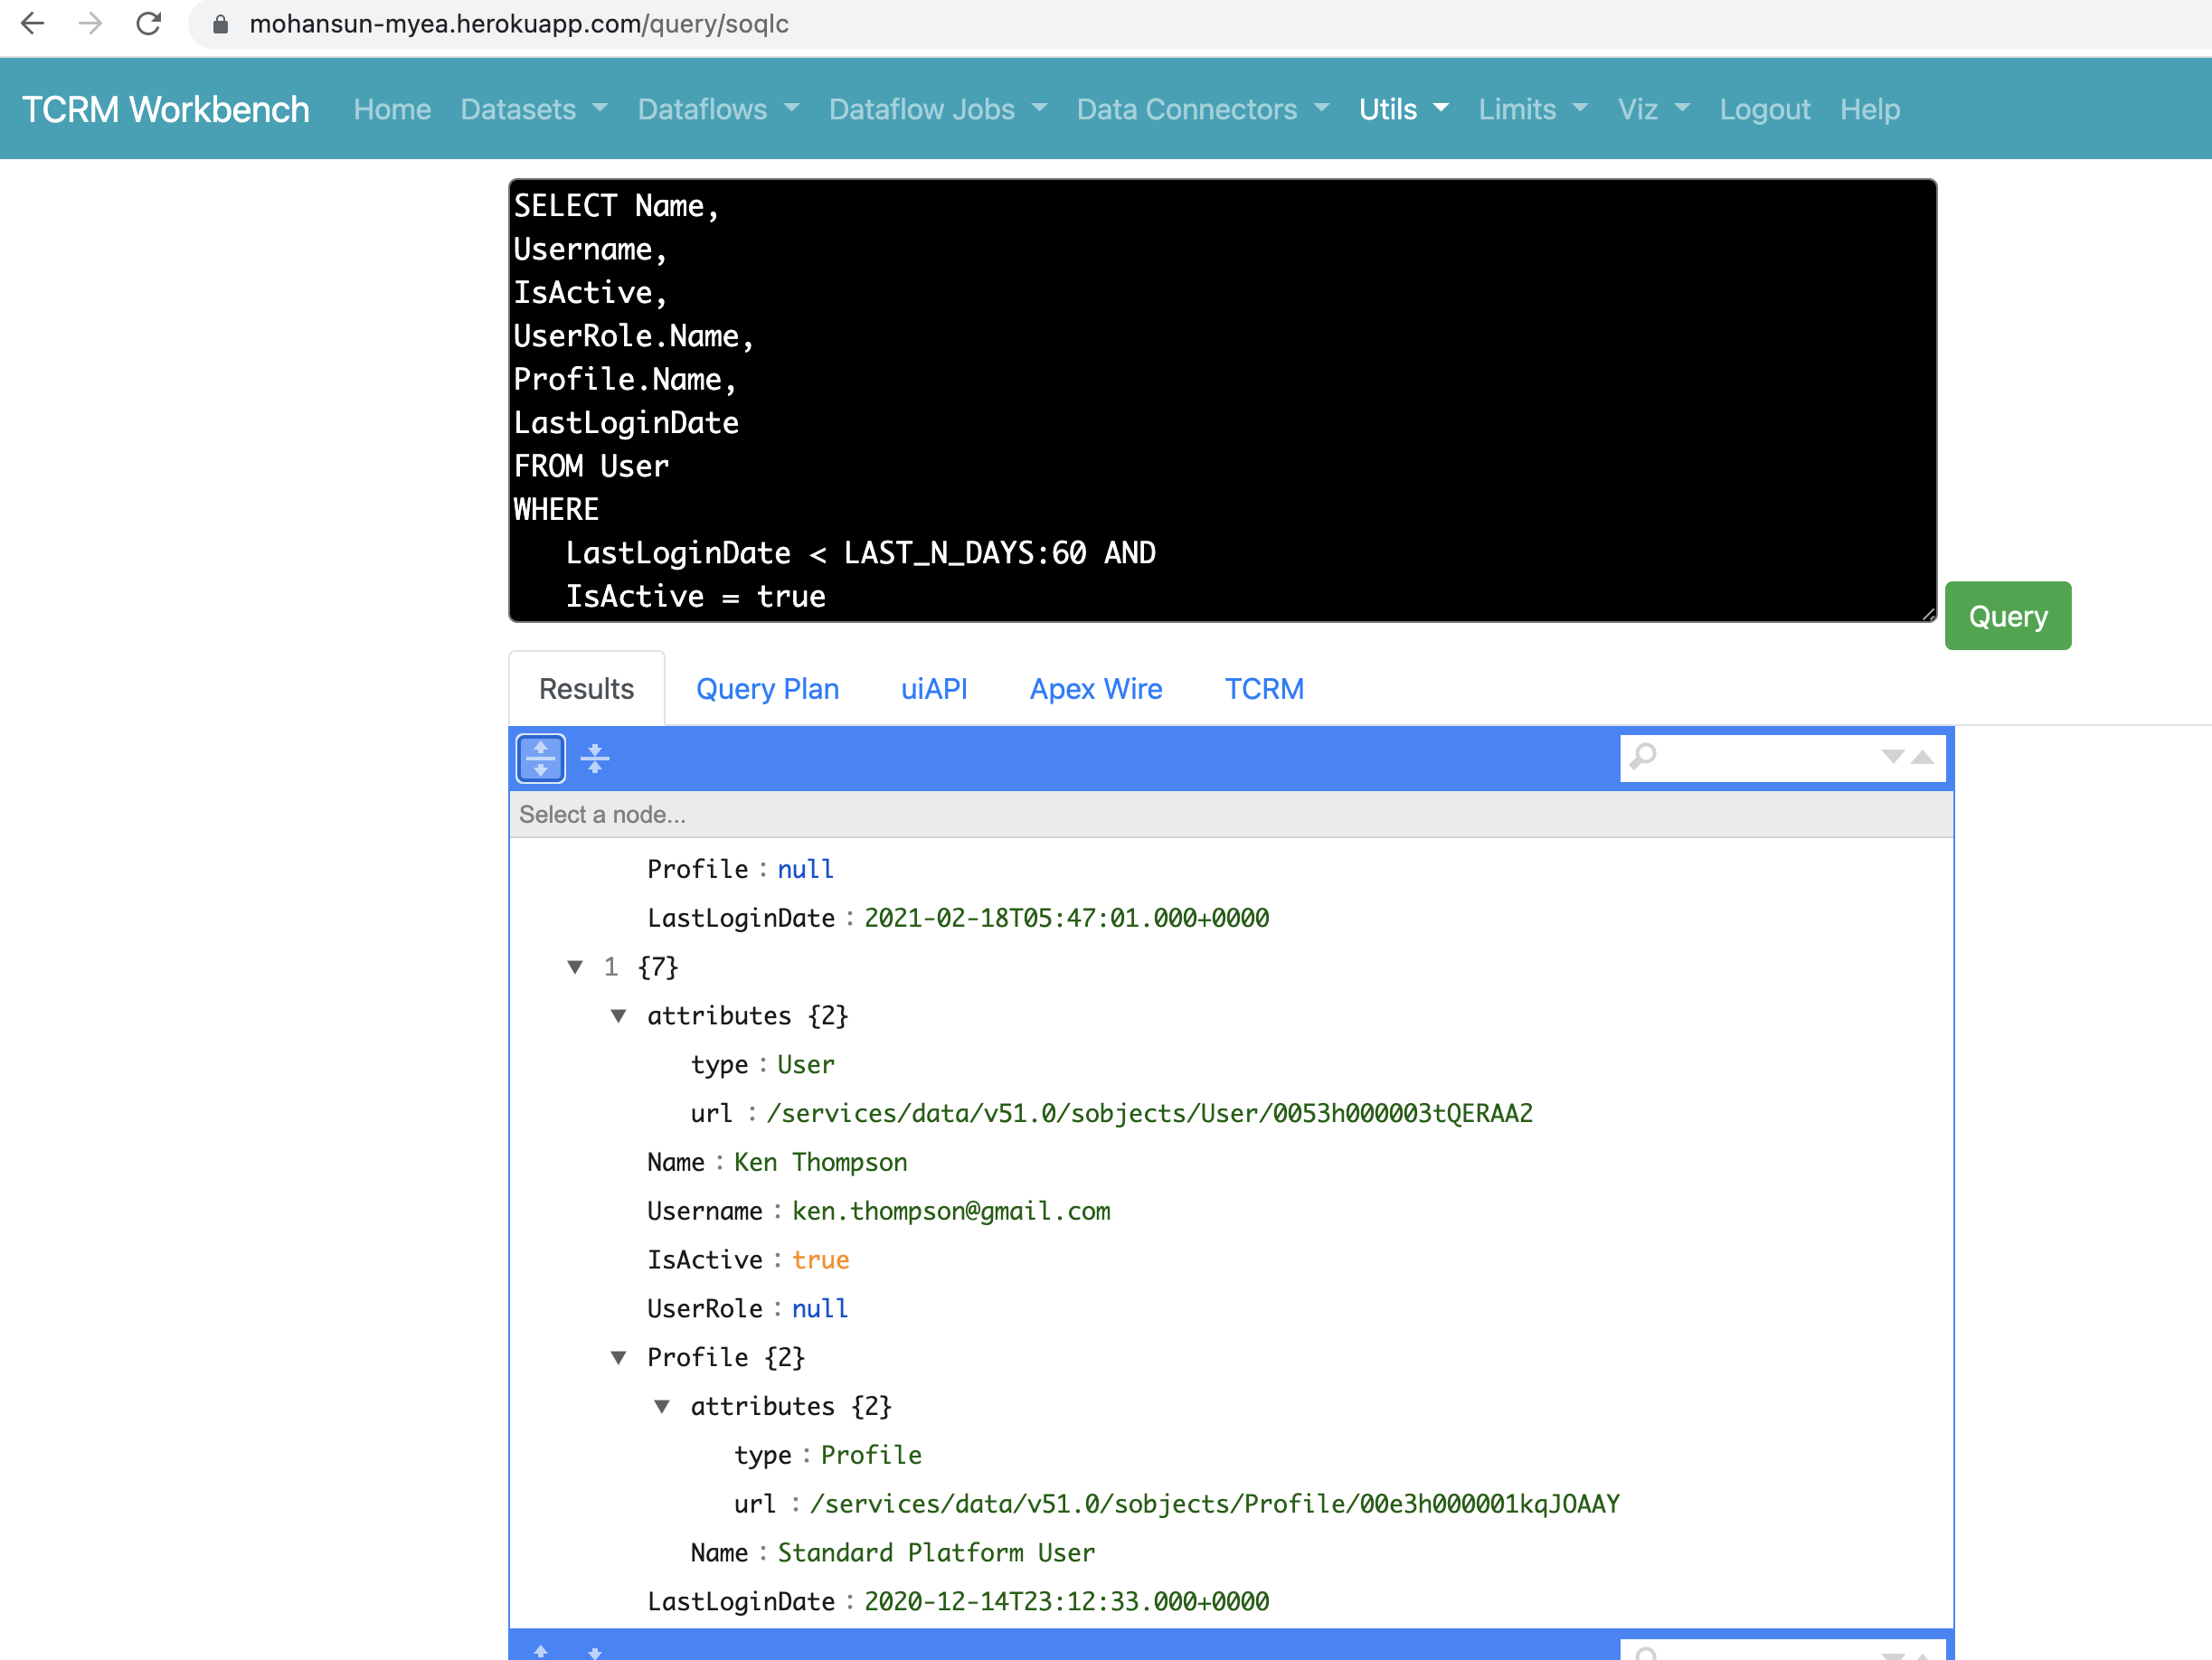 mohansun-myea.herokuapp.com/query/soqlc
TCRM Workbench Home Datasets Dataflows Dataflow Jobs Data Connectors Utils Limits Viz Logout Help
SELECT Name,
Username,
IsActive,
UserRole.Name,
Profile.Name,
LastLoginDate
FROM User
WHERE
LastLoginDate < LAST_N_DAYS:60 AND
IsActive = true
Query
Results Query Plan uiAPI Apex Wire TCRM
Select a node...
Profile : null
LastLoginDate : 2021-02-18T05:47:01.000+0000
1 {7}
attributes {2}
type : User
url : /services/data/v51.0/sobjects/User/0053h000003tQERAA2
Name : Ken Thompson
Username : ken.thompson@gmail.com
IsActive : true
UserRole : null
Profile {2}
attributes {2}
type : Profile
url : /services/data/v51.0/sobjects/Profile/00e3h000001kqJOAAY
Name : Standard Platform User
LastLoginDate : 2020-12-14T23:12:33.000+0000